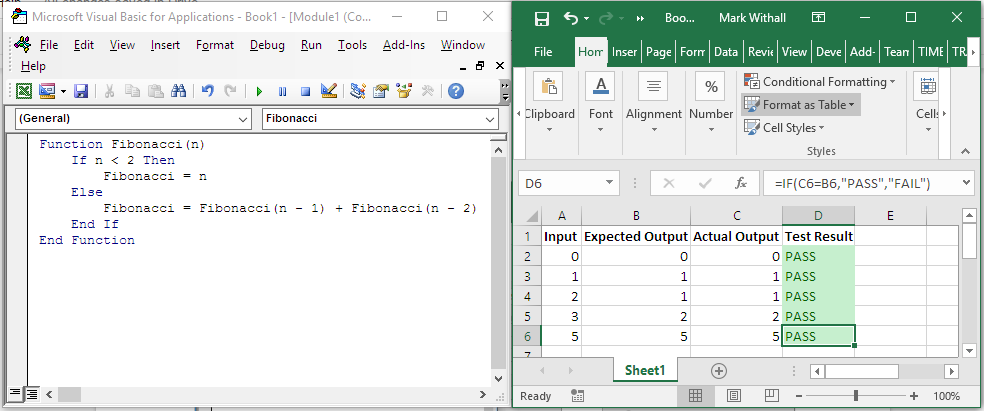 Microsoft Visual Basic for Applications - Book1 - [Module1 (Co...
File Edit View Insert Format Debug Run Tools Add-Ins Window
Help
(General) Fibonacci
Function Fibonacci(n)
If n < 2 Then
Fibonacci = n
Else
Fibonacci = Fibonacci(n - 1) + Fibonacci(n - 2)
End If
End Function
Boo... Mark Withall
File Hom Inser Page Form Data Revie View Deve Add- Team TIME TR
Clipboard Font Alignment Number
%
Conditional Formatting
Format as Table
Cell Styles
Cells
Styles
D6 fx =IF(C6=B6,"PASS","FAIL")
A B C D E
1 Input Expected Output Actual Output Test Result
2 0 0 0 PASS
3 1 1 1 PASS
4 2 1 1 PASS
5 3 2 2 PASS
6 5 5 5 PASS
7
Sheet1
Ready 100%